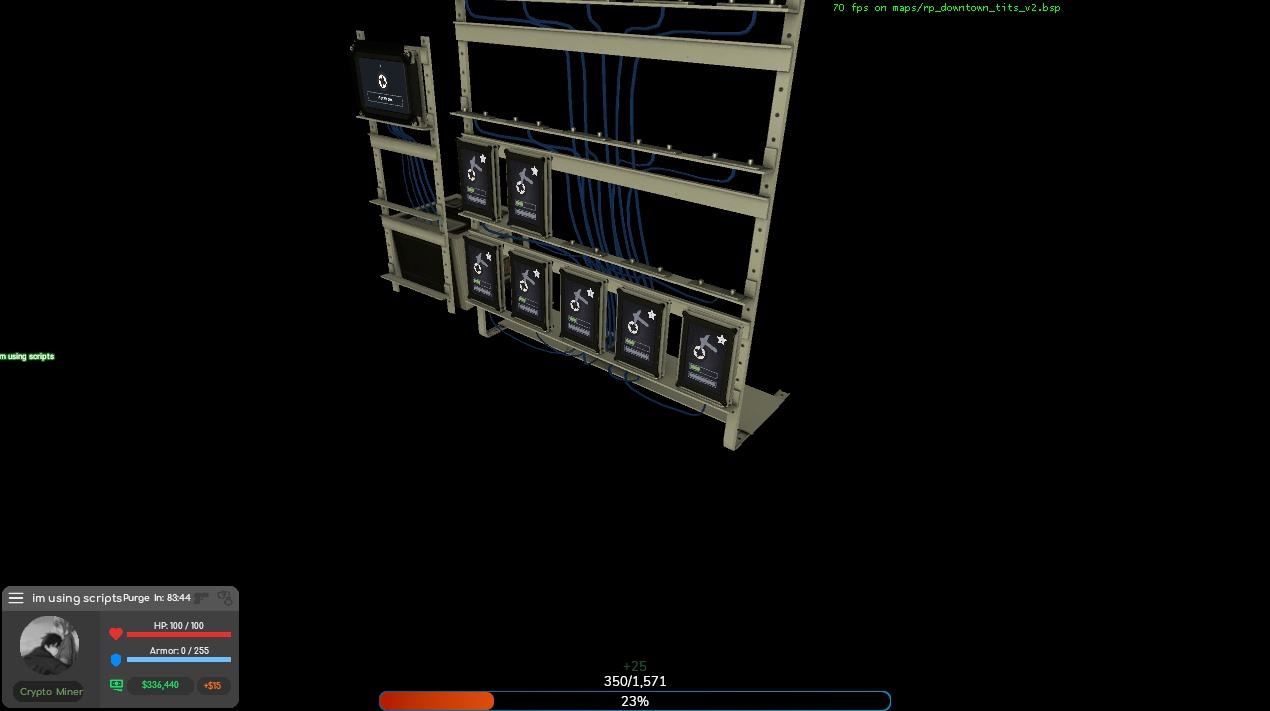 70 fps on maps/rp_downtown_tits_v2.bsp
m using scripts
im using scripts Purge In: 83:44
HP: 100 / 100
Armor: 0 / 255
Crypto Miner
$336,440
+$15
+25
350/1,571
23%